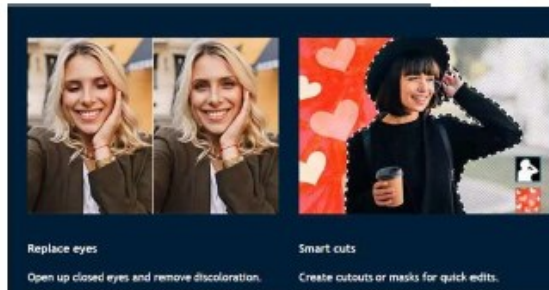 Replace eyes
Open up closed eyes and remove discoloration.
Smart cuts
Create cutouts or masks for quick edits.